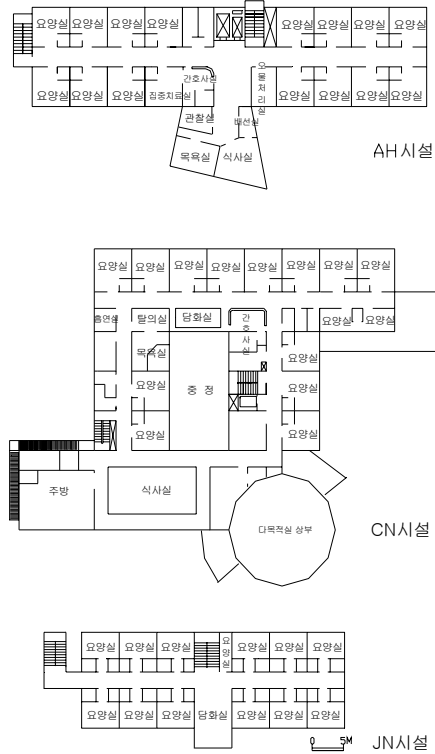 요양실 요양실 요양실 요양실 요양실 요양실 요양실
간호사실 오물처리실
요양실 요양실 요양실 집중치료실 요양실 요양실 요양실 요양실
관찰실 배선실
목욕실 식사실
AH시설
요양실 요양실 요양실 요양실 요양실 요양실 요양실 요양실
흡연실 탈의실 담화실 간호사실 요양실 요양실
목욕실 요양실
요양실 중 정 요양실
요양실 요양실
주방 식사실
다목적실 상부
CN시설
요양실 요양실 요양실 요양실 요양실 요양실 요양실
요양실 요양실 요양실 담화실 요양실 요양실 요양실
0 5M
JN시설